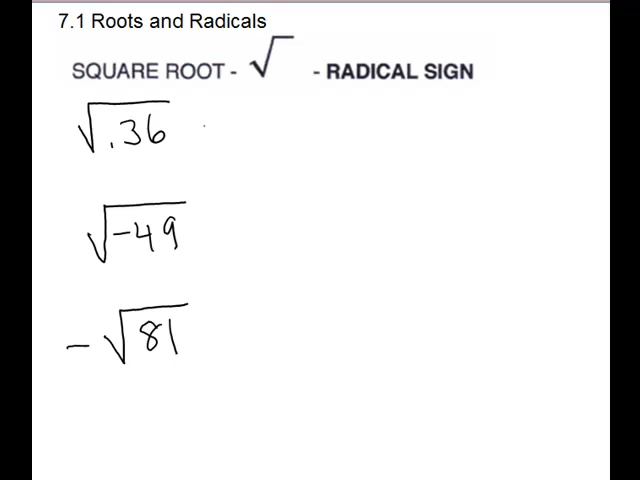 7.1 Roots and Radicals
SQUARE ROOT - √ - RADICAL SIGN
√.36
√-49
- √81